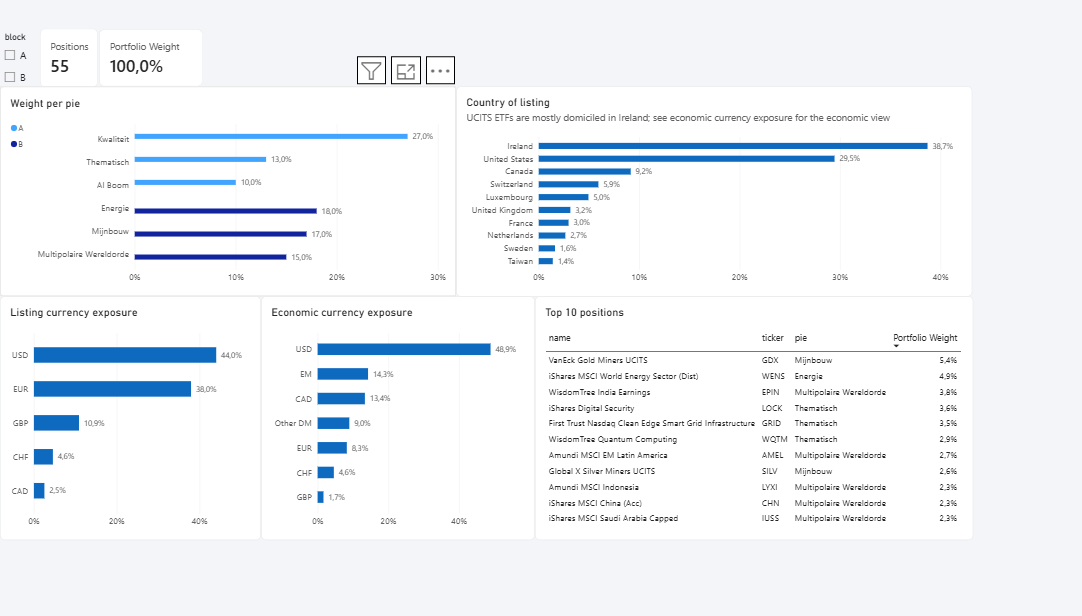 block
A
B
Positions
55
Portfolio Weight
100,0%
Weight per pie
A
B
Kwaliteit 27,0%
Thematisch 13,0%
AI Boom 10,0%
Energie 18,0%
Mijnbouw 17,0%
Multipolaire Wereldorde 15,0%
0% 10% 20% 30%
Country of listing
UCITS ETFs are mostly domiciled in Ireland; see economic currency exposure for the economic view
Ireland 38,7%
United States 29,5%
Canada 9,2%
Switzerland 5,9%
Luxembourg 5,0%
United Kingdom 3,2%
France 3,0%
Netherlands 2,7%
Sweden 1,6%
Taiwan 1,4%
0% 10% 20% 30% 40%
Listing currency exposure
USD 44,0%
EUR 38,0%
GBP 10,9%
CHF 4,6%
CAD 2,5%
0% 20% 40%
Economic currency exposure
USD 48,9%
EM 14,3%
CAD 13,4%
Other DM 9,0%
EUR 8,3%
CHF 4,6%
GBP 1,7%
0% 20% 40%
Top 10 positions
name ticker pie Portfolio Weight
VanEck Gold Miners UCITS GDX Mijnbouw 5,4%
iShares MSCI World Energy Sector (Dist) WENS Energie 4,9%
WisdomTree India Earnings EPIN Multipolaire Wereldorde 3,8%
iShares Digital Security LOCK Thematisch 3,6%
First Trust Nasdaq Clean Edge Smart Grid Infrastructure GRID Thematisch 3,5%
WisdomTree Quantum Computing WQTM Thematisch 2,9%
Amundi MSCI EM Latin America AMEL Multipolaire Wereldorde 2,7%
Global X Silver Miners UCITS SILV Mijnbouw 2,6%
Amundi MSCI Indonesia LYXI Multipolaire Wereldorde 2,3%
iShares MSCI China (Acc) CHN Multipolaire Wereldorde 2,3%
iShares MSCI Saudi Arabia Capped IUSS Multipolaire Wereldorde 2,3%